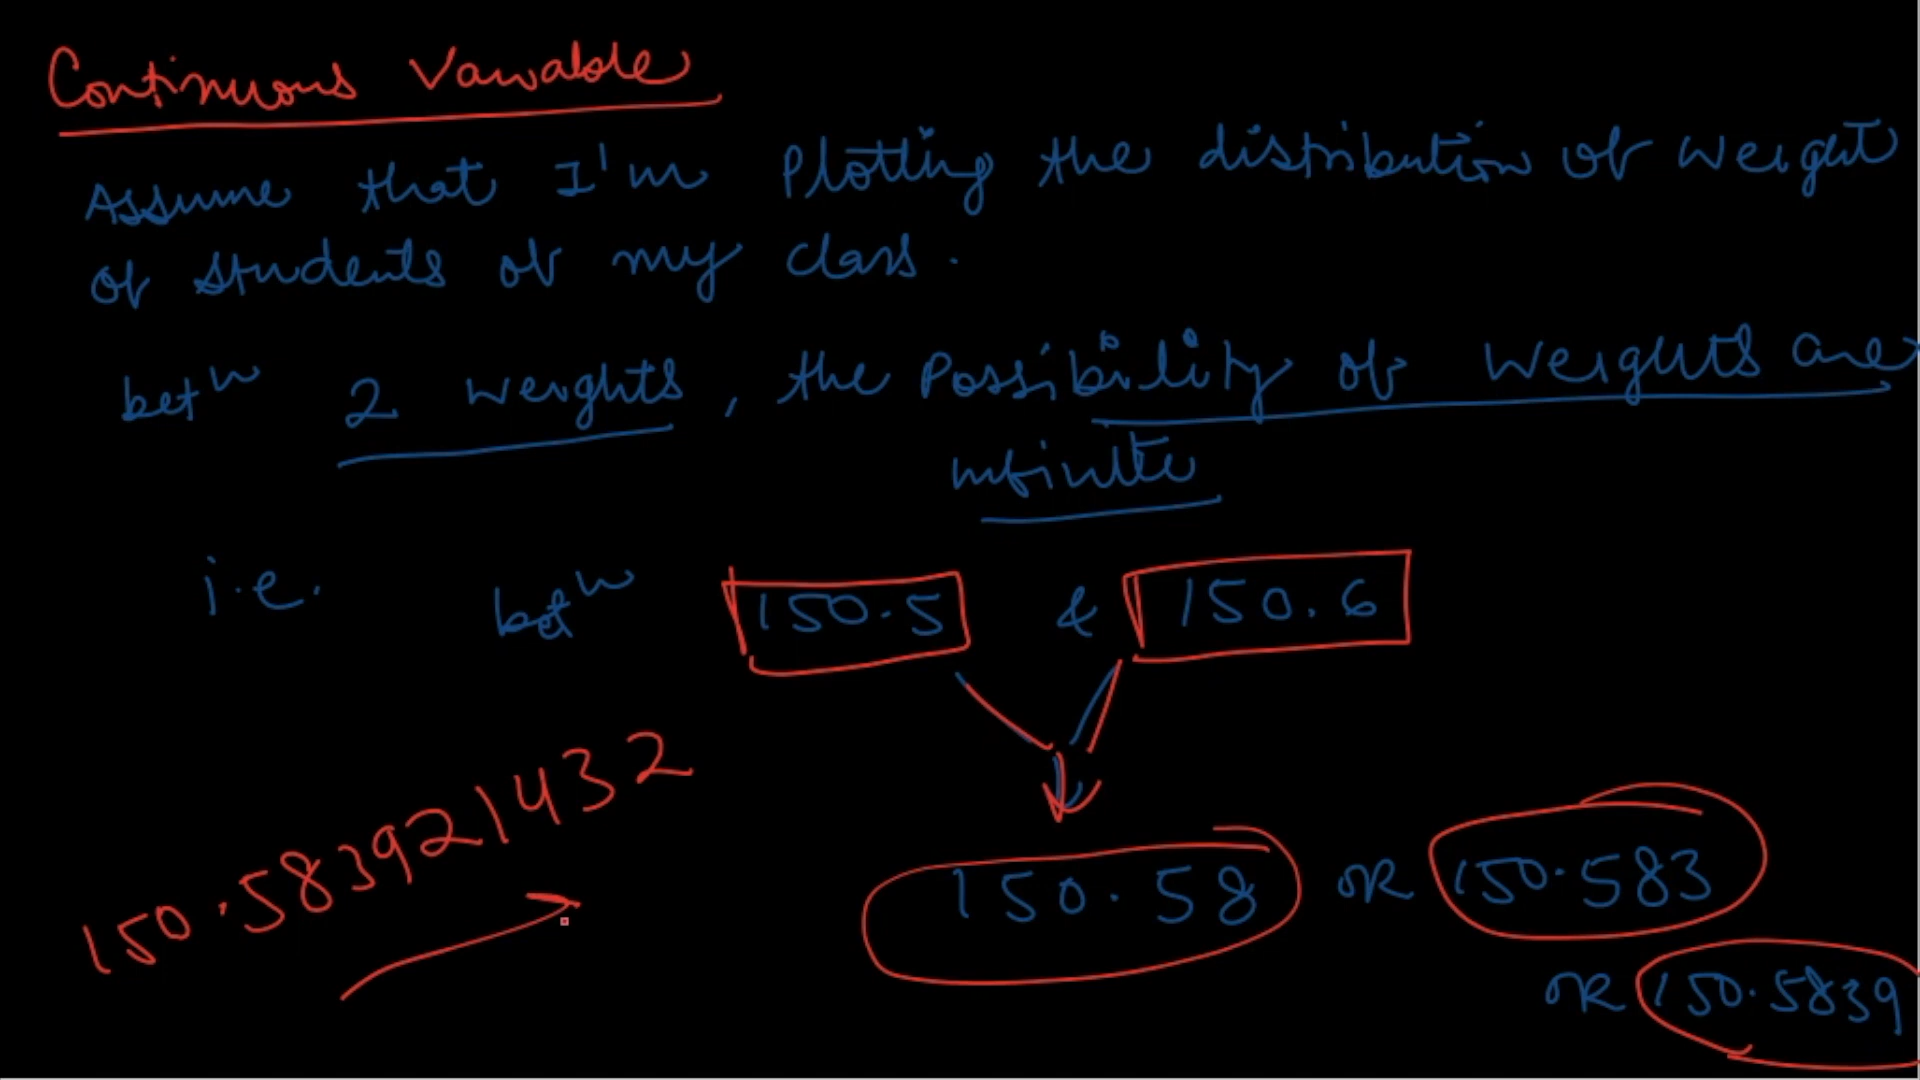 Continuous Variable
Assume that I'm Plotting the distribution of weight
of students of my class.
betw 2 weights, the Possibility of weights are
infinite
i.e. betw 150.5 & 150.6
150.583921432
150.58 OR 150.583
OR 150.5839